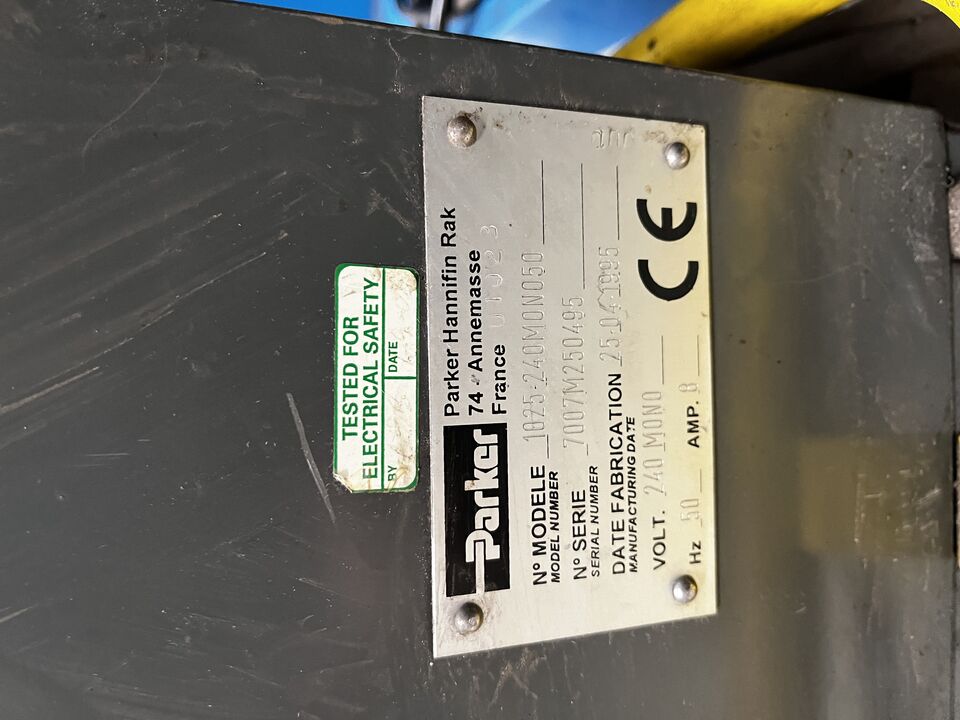 TESTED FOR
ELECTRICAL SAFETY
BY
DATE
Parker
Parker Hannifin Rak
74 - Annemasse
France
N° MODELE 1025-240MONO50
MODEL NUMBER
N° SERIE 7007M250495
SERIAL NUMBER
DATE FABRICATION 25.04.1995
MANUFACTURING DATE
VOLT. 240 MONO
Hz 50 AMP. 8
CE